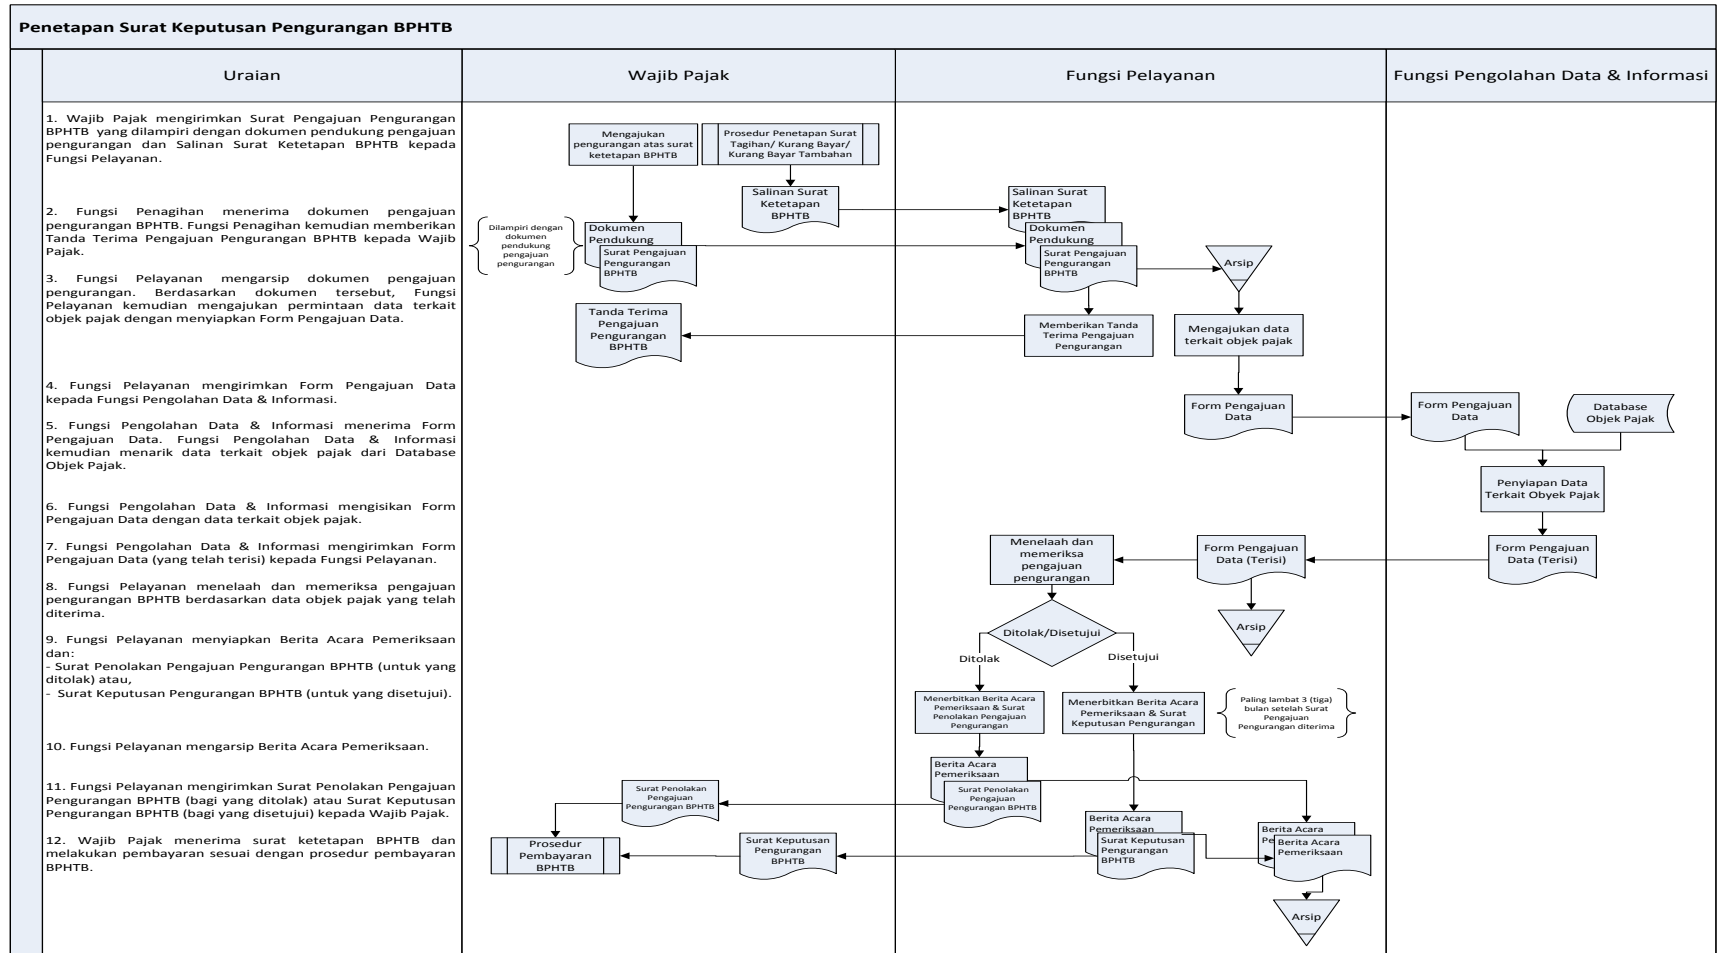 Penetapan Surat Keputusan Pengurangan BPHTB
Uraian
Wajib Pajak
Fungsi Pelayanan
Fungsi Pengolahan Data & Informasi
1. Wajib Pajak mengirimkan Surat Pengajuan Pengurangan
BPHTB yang dilampiri dengan dokumen pendukung pengajuan
pengurangan dan Salinan Surat Ketetapan BPHTB kepada
Fungsi Pelayanan.
2. Fungsi Penagihan menerima dokumen pengajuan
pengurangan BPHTB. Fungsi Penagihan kemudian memberikan
Tanda Terima Pengajuan Pengurangan BPHTB kepada Wajib
Pajak.
3. Fungsi Pelayanan mengarsip dokumen pengajuan
pengurangan. Berdasarkan dokumen tersebut, Fungsi
Pelayanan kemudian mengajukan permintaan data terkait
objek pajak dengan menyiapkan Form Pengajuan Data.
4. Fungsi Pelayanan mengirimkan Form Pengajuan Data
kepada Fungsi Pengolahan Data & Informasi.
5. Fungsi Pengolahan Data & Informasi menerima Form
Pengajuan Data. Fungsi Pengolahan Data & Informasi
kemudian menarik data terkait objek pajak dari Database
Objek Pajak.
6. Fungsi Pengolahan Data & Informasi mengisikan Form
Pengajuan Data dengan data terkait objek pajak.
7. Fungsi Pengolahan Data & Informasi mengirimkan Form
Pengajuan Data (yang telah terisi) kepada Fungsi Pelayanan.
8. Fungsi Pelayanan menelaah dan memeriksa pengajuan
pengurangan BPHTB berdasarkan data objek pajak yang telah
diterima.
9. Fungsi Pelayanan menyiapkan Berita Acara Pemeriksaan
dan:
- Surat Penolakan Pengajuan Pengurangan BPHTB (untuk yang
ditolak) atau,
- Surat Keputusan Pengurangan BPHTB (untuk yang disetujui).
10. Fungsi Pelayanan mengarsip Berita Acara Pemeriksaan.
11. Fungsi Pelayanan mengirimkan Surat Penolakan Pengajuan
Pengurangan BPHTB (bagi yang ditolak) atau Surat Keputusan
Pengurangan BPHTB (bagi yang disetujui) kepada Wajib Pajak.
12. Wajib Pajak menerima surat ketetapan BPHTB dan
melakukan pembayaran sesuai dengan prosedur pembayaran
BPHTB.
Mengajukan
pengurangan atas surat
ketetapan BPHTB
Prosedur Penetapan Surat
Tagihan/ Kurang Bayar/
Kurang Bayar Tambahan
Salinan Surat
Ketetapan
BPHTB
Dilampiri dengan
dokumen
pendukung
pengajuan
pengurangan
Dokumen
Pendukung
Surat Pengajuan
Pengurangan
BPHTB
Salinan Surat
Ketetapan
BPHTB
Dokumen
Pendukung
Surat Pengajuan
Pengurangan
BPHTB
Arsip
Tanda Terima
Pengajuan
Pengurangan
BPHTB
Memberikan Tanda
Terima Pengajuan
Pengurangan
Mengajukan data
terkait objek pajak
Form Pengajuan
Data
Form Pengajuan
Data
Database
Objek Pajak
Penyiapan Data
Terkait Obyek Pajak
Menelaah dan
memeriksa
pengajuan
pengurangan
Form Pengajuan
Data (Terisi)
Form Pengajuan
Data (Terisi)
Arsip
Ditolak/Disetujui
Ditolak
Disetujui
Menerbitkan Berita Acara
Pemeriksaan & Surat
Penolakan Pengajuan
Pengurangan
Menerbitkan Berita Acara
Pemeriksaan & Surat
Keputusan Pengurangan
Paling lambat 3 (tiga)
bulan setelah Surat
Pengajuan
Pengurangan diterima
Berita Acara
Pemeriksaan
Surat Penolakan
Pengajuan
Pengurangan BPHTB
Surat Penolakan
Pengajuan
Pengurangan BPHTB
Berita Acara
Pemeriksaan
Surat Keputusan
Pengurangan
BPHTB
Berita Acara
Pe
Berita Acara
Pemeriksaan
Prosedur
Pembayaran
BPHTB
Surat Keputusan
Pengurangan
BPHTB
Arsip